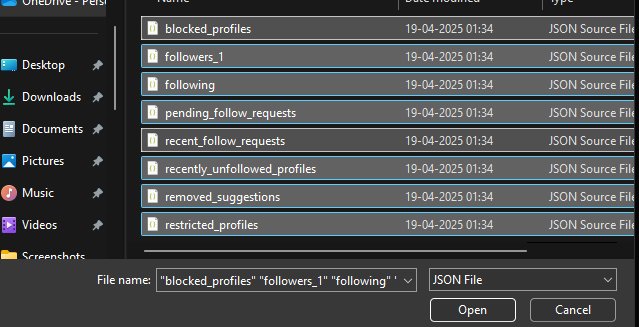 OneDrive - Pers
Date modified Type
blocked_profiles 19-04-2025 01:34 JSON Source File
followers_1 19-04-2025 01:34 JSON Source File
Desktop
following 19-04-2025 01:34 JSON Source File
Downloads
pending_follow_requests 19-04-2025 01:34 JSON Source File
Documents
recent_follow_requests 19-04-2025 01:34 JSON Source File
Pictures
recently_unfollowed_profiles 19-04-2025 01:34 JSON Source File
Music
removed_suggestions 19-04-2025 01:34 JSON Source File
Videos
restricted_profiles 19-04-2025 01:34 JSON Source File
Screenshots
File name: "blocked_profiles" "followers_1" "following" " JSON File
Open Cancel